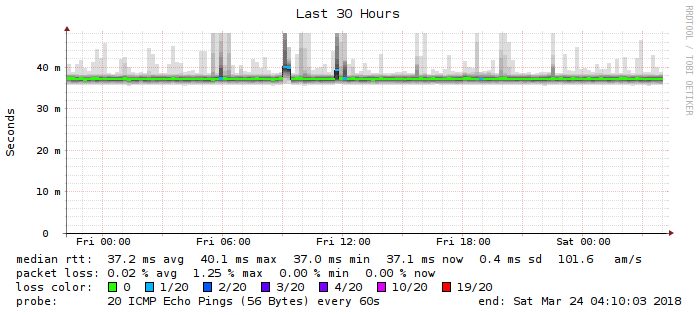 Last 30 Hours
RRDTOOL / TOBI OETIKER
Seconds
40 m
30 m
20 m
10 m
0
Fri 00:00 Fri 06:00 Fri 12:00 Fri 18:00 Sat 00:00
median rtt: 37.2 ms avg 40.1 ms max 37.0 ms min 37.1 ms now 0.4 ms sd 101.6 am/s
packet loss: 0.02 % avg 1.25 % max 0.00 % min 0.00 % now
loss color: 0 1/20 2/20 3/20 4/20 10/20 19/20
probe: 20 ICMP Echo Pings (56 Bytes) every 60s end: Sat Mar 24 04:10:03 2018